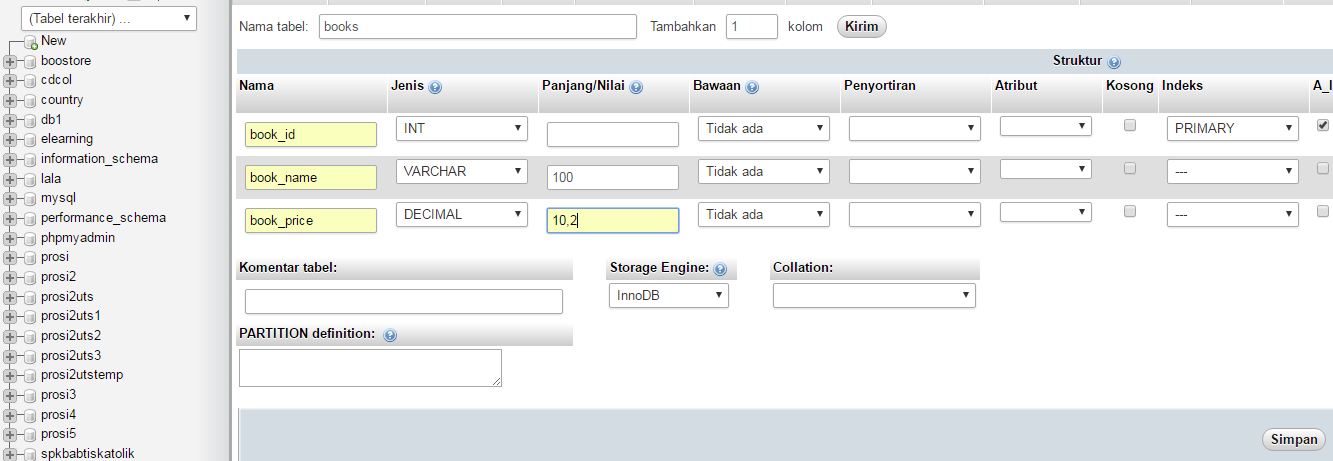 (Tabel terakhir) ...
New
boostore
cdcol
country
db1
elearning
information_schema
lala
mysql
performance_schema
phpmyadmin
prosi
prosi2
prosi2uts
prosi2uts1
prosi2uts2
prosi2uts3
prosi2utstemp
prosi3
prosi4
prosi5
spkbabtiskatolik
Nama tabel: books Tambahkan 1 kolom Kirim
Struktur
Nama Jenis Panjang/Nilai Bawaan Penyortiran Atribut Kosong Indeks
book_id INT Tidak ada PRIMARY
book_name VARCHAR 100 Tidak ada ---
book_price DECIMAL 10,2 Tidak ada ---
Komentar tabel: Storage Engine: Collation:
InnoDB
PARTITION definition:
Simpan